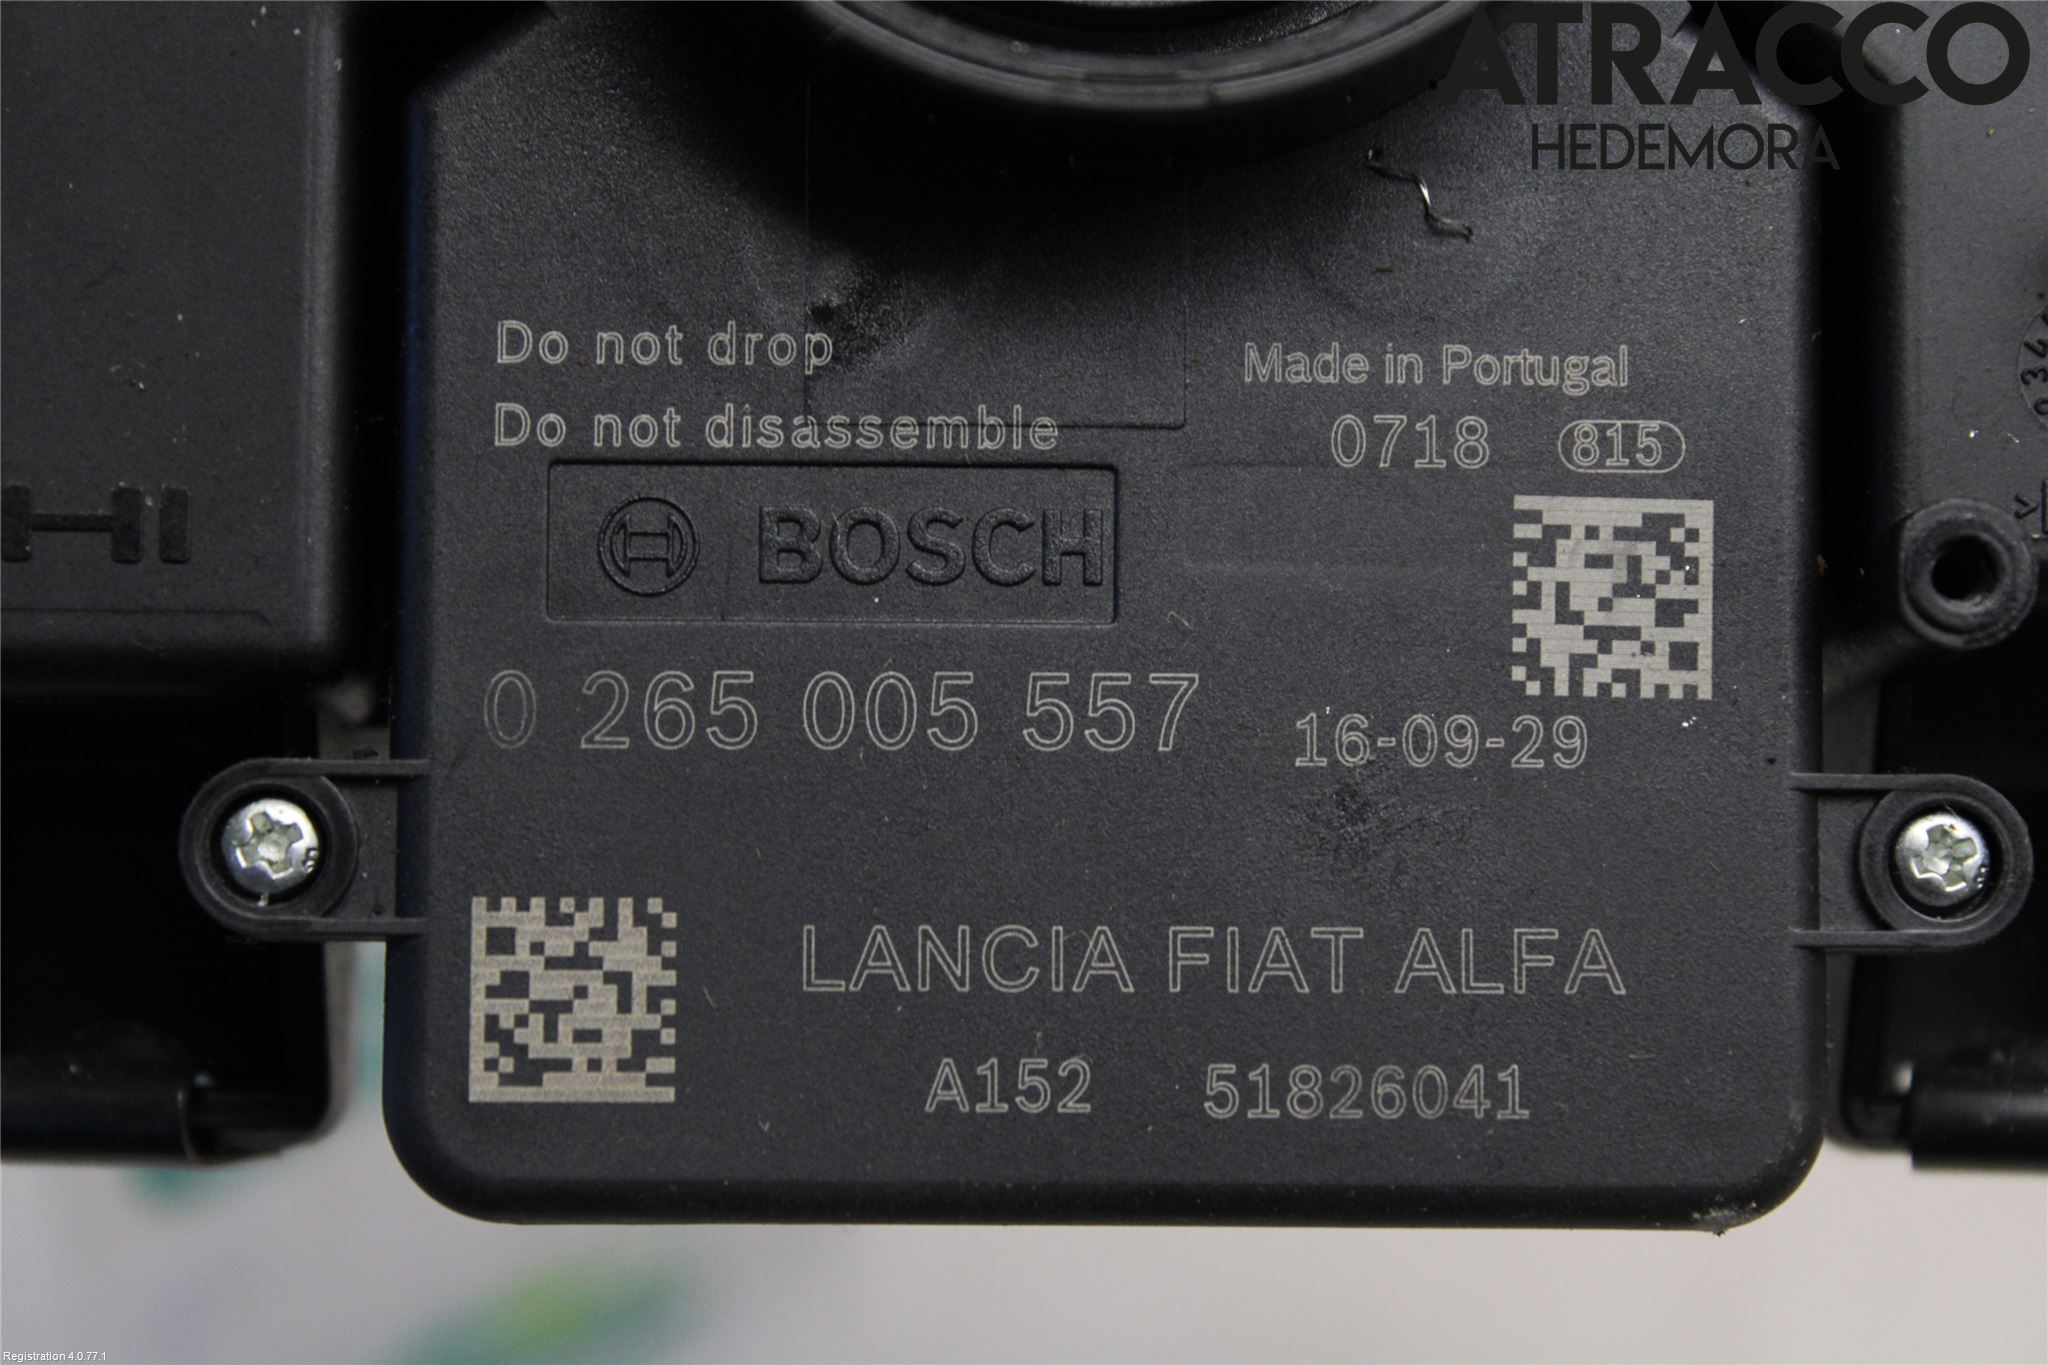 ATRACCO
HEDEMORA
Do not drop
Do not disassemble
Made in Portugal
0718 815
BOSCH
0 265 005 557
16-09-29
LANCIA FIAT ALFA
A152 51826041
Registration 4.0.77.1